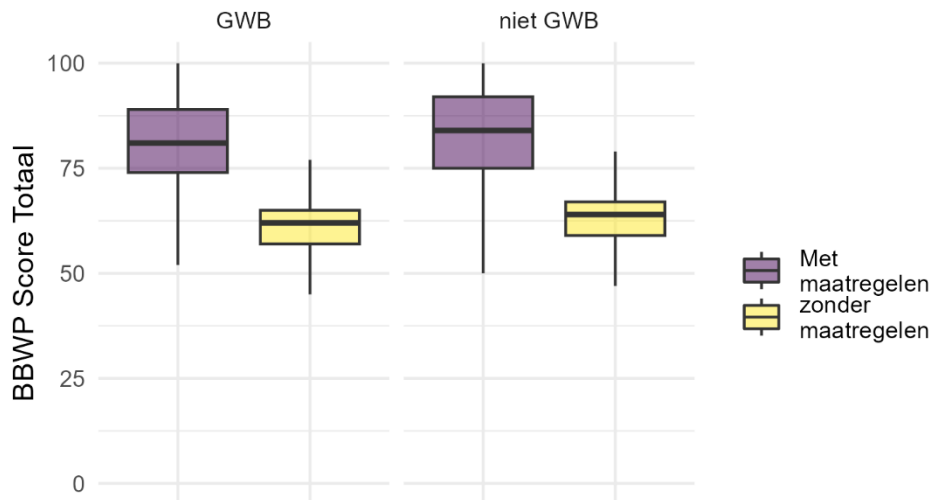 GWB
niet GWB
100
75
50
25
0
BBWP Score Totaal
Met
maatregelen
zonder
maatregelen